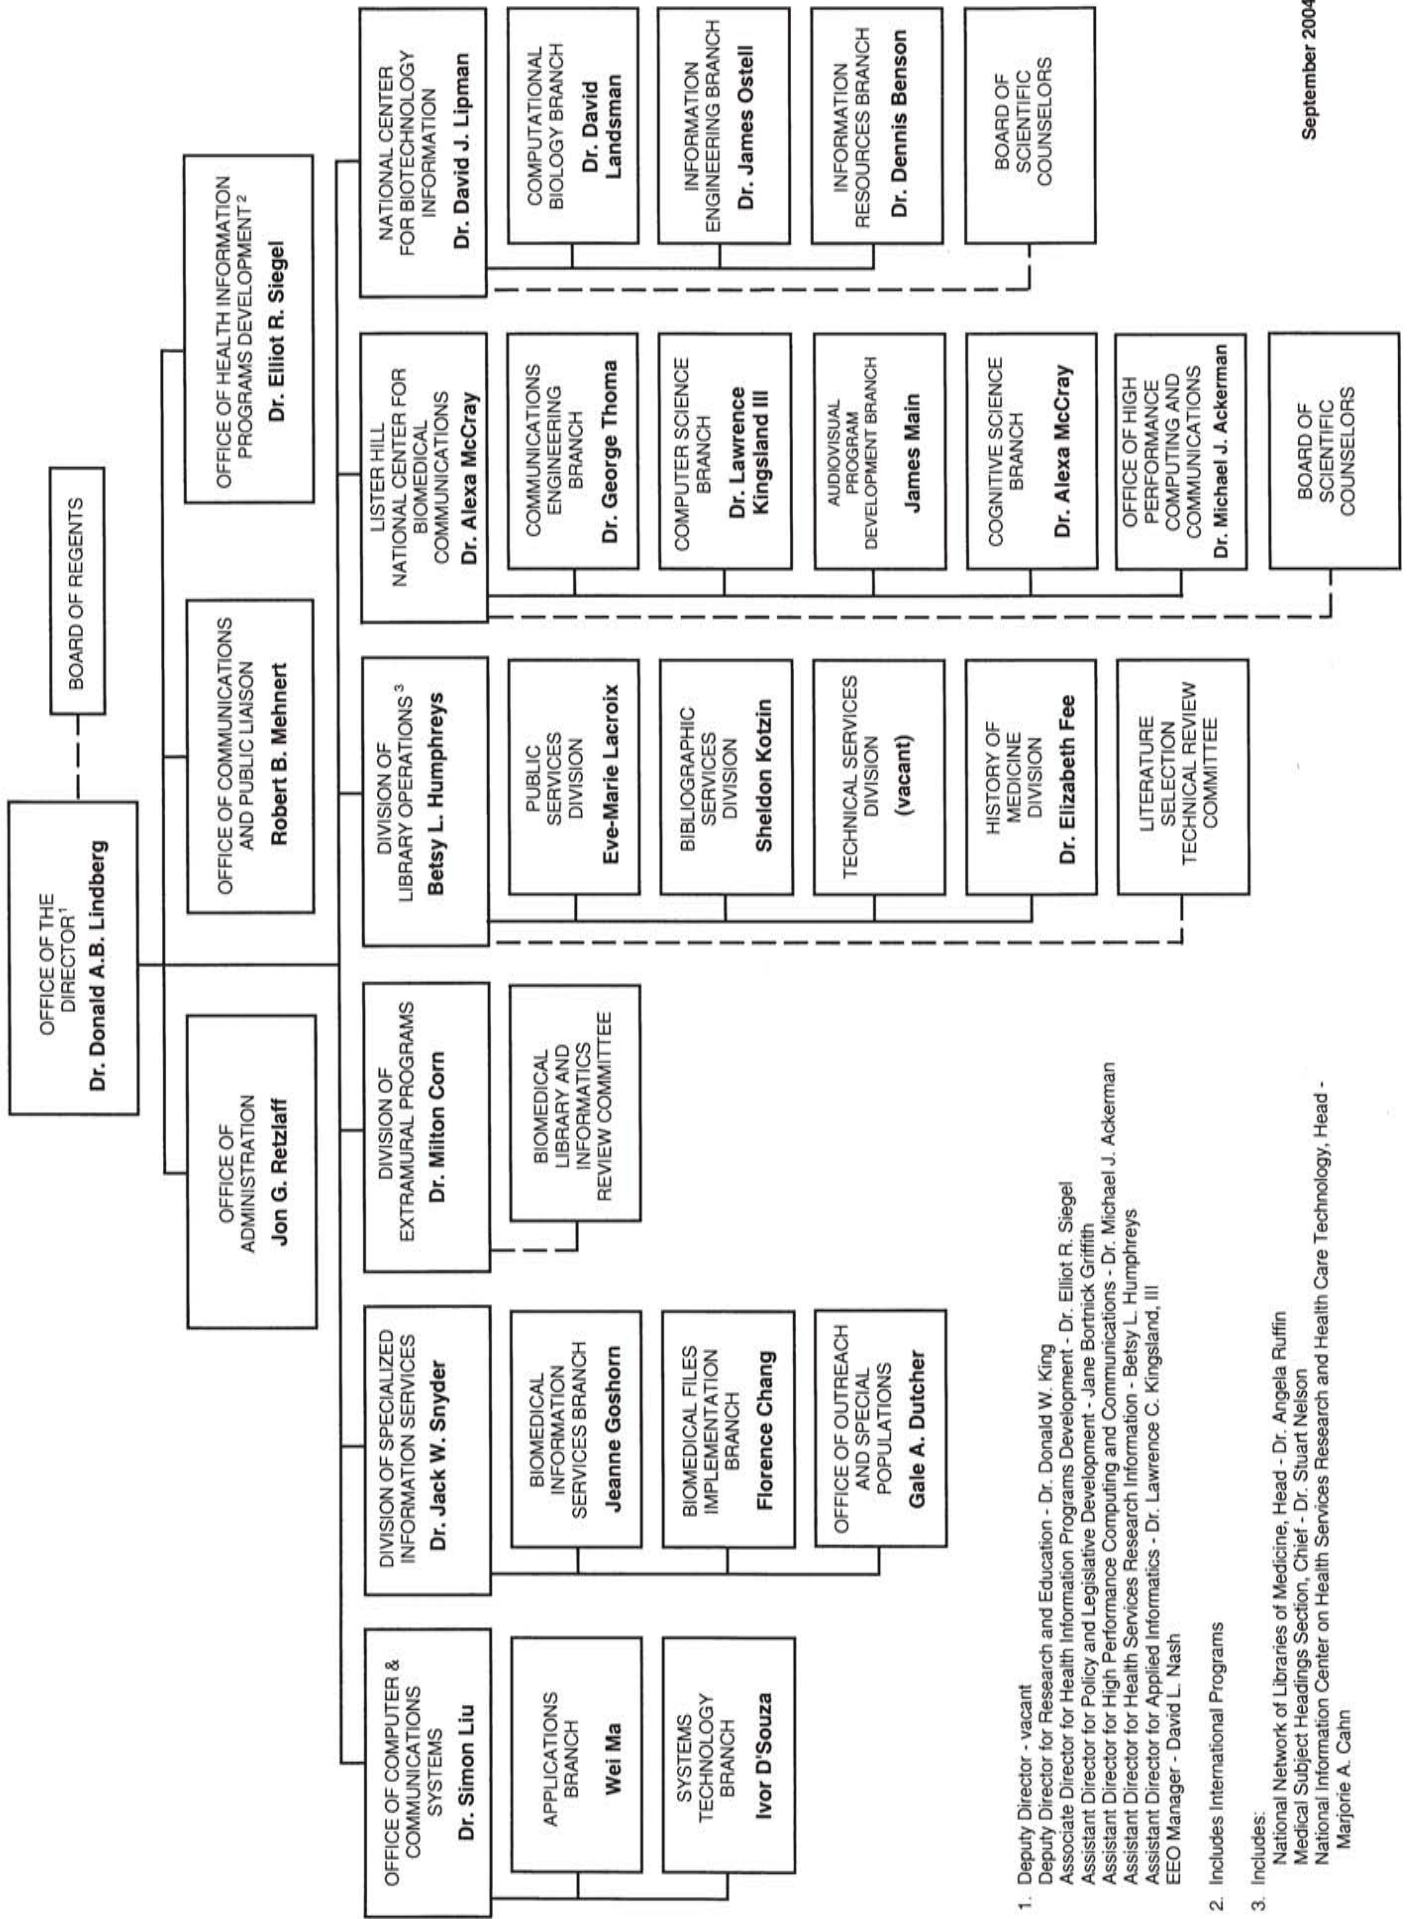 OFFICE OF THE
DIRECTOR¹
Dr. Donald A.B. Lindberg
BOARD OF REGENTS
OFFICE OF
ADMINISTRATION
Jon G. Retzlaff
OFFICE OF COMMUNICATIONS
AND PUBLIC LIAISON
Robert B. Mehnert
OFFICE OF HEALTH INFORMATION
PROGRAMS DEVELOPMENT²
Dr. Elliot R. Siegel
OFFICE OF COMPUTER &
COMMUNICATIONS
SYSTEMS
Dr. Simon Liu
APPLICATIONS
BRANCH
Wei Ma
SYSTEMS
TECHNOLOGY
BRANCH
Ivor D'Souza
DIVISION OF SPECIALIZED
INFORMATION SERVICES
Dr. Jack W. Snyder
BIOMEDICAL
INFORMATION
SERVICES BRANCH
Jeanne Goshorn
BIOMEDICAL FILES
IMPLEMENTATION
BRANCH
Florence Chang
OFFICE OF OUTREACH
AND SPECIAL
POPULATIONS
Gale A. Dutcher
DIVISION OF
EXTRAMURAL PROGRAMS
Dr. Milton Corn
BIOMEDICAL
LIBRARY AND
INFORMATICS
REVIEW COMMITTEE
DIVISION OF
LIBRARY OPERATIONS³
Betsy L. Humphreys
PUBLIC
SERVICES
DIVISION
Eve-Marie Lacroix
BIBLIOGRAPHIC
SERVICES
DIVISION
Sheldon Kotzin
TECHNICAL SERVICES
DIVISION
(vacant)
HISTORY OF
MEDICINE
DIVISION
Dr. Elizabeth Fee
LITERATURE
SELECTION
TECHNICAL REVIEW
COMMITTEE
LISTER HILL
NATIONAL CENTER FOR
BIOMEDICAL
COMMUNICATIONS
Dr. Alexa McCray
COMMUNICATIONS
ENGINEERING
BRANCH
Dr. George Thoma
COMPUTER SCIENCE
BRANCH
Dr. Lawrence
Kingsland III
AUDIOVISUAL
PROGRAM
DEVELOPMENT BRANCH
James Main
COGNITIVE SCIENCE
BRANCH
Dr. Alexa McCray
OFFICE OF HIGH
PERFORMANCE
COMPUTING AND
COMMUNICATIONS
Dr. Michael J. Ackerman
BOARD OF
SCIENTIFIC
COUNSELORS
NATIONAL CENTER
FOR BIOTECHNOLOGY
INFORMATION
Dr. David J. Lipman
COMPUTATIONAL
BIOLOGY BRANCH
Dr. David
Landsman
INFORMATION
ENGINEERING BRANCH
Dr. James Ostell
INFORMATION
RESOURCES BRANCH
Dr. Dennis Benson
BOARD OF
SCIENTIFIC
COUNSELORS
1. Deputy Director - vacant
Deputy Director for Research and Education - Dr. Donald W. King
Associate Director for Health Information Programs Development - Dr. Elliot R. Siegel
Assistant Director for Policy and Legislative Development - Jane Bortnick Griffith
Assistant Director for High Performance Computing and Communications - Dr. Michael J. Ackerman
Assistant Director for Health Services Research Information - Betsy L. Humphreys
Assistant Director for Applied Informatics - Dr. Lawrence C. Kingsland, III
EEO Manager - David L. Nash
2. Includes International Programs
3. Includes:
National Network of Libraries of Medicine, Head - Dr. Angela Ruffin
Medical Subject Headings Section, Chief - Dr. Stuart Nelson
National Information Center on Health Services Research and Health Care Technology, Head -
Marjorie A. Cahn
September 2004